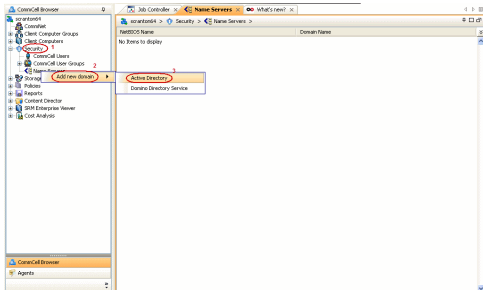 CommCell Browser
Job Controller
Name Servers
What's new?
scranton64
CommNet
Client Computer Groups
Client Computers
Security 1
CommCell Users
CommCell User Groups
Name Servers
Storage
Policies
Reports
Content Director
SRM Enterprise Viewer
Cost Analysis
scranton64 > Security > Name Servers >
NetBIOS Name
Domain Name
No Items to display
2
Add new domain
3
Active Directory
Domino Directory Service
CommCell Browser
Agents